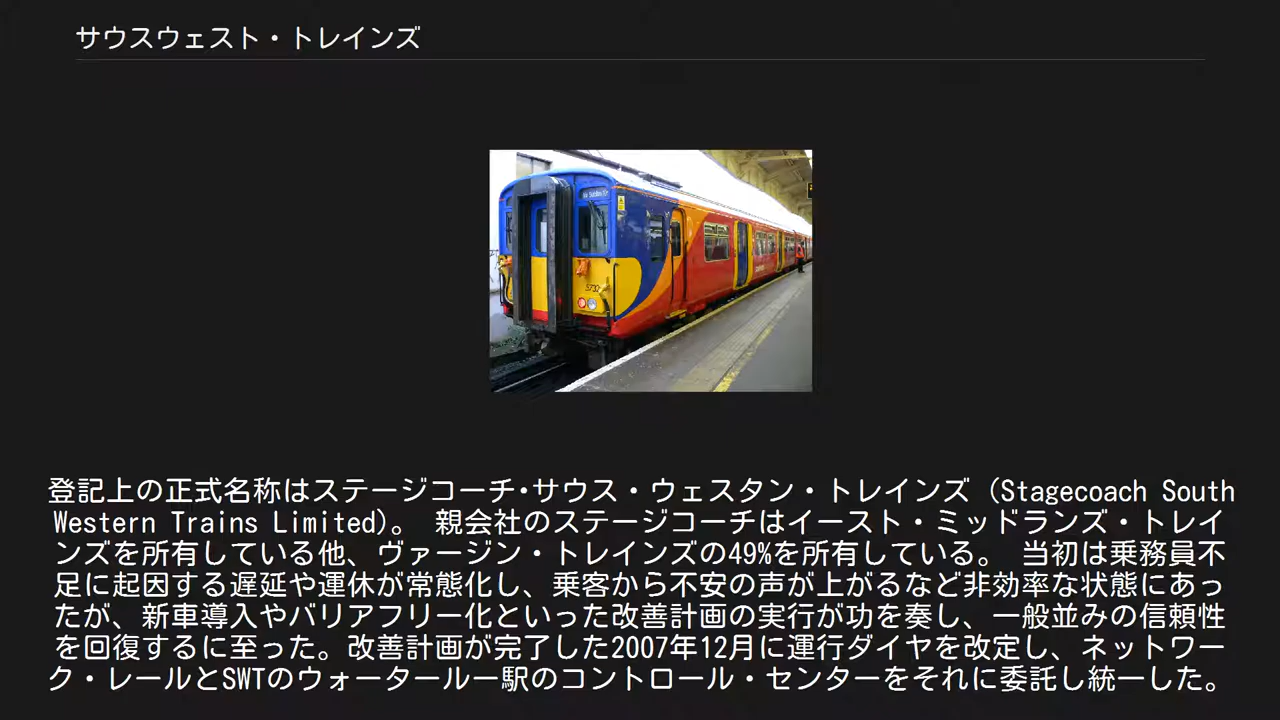 サウスウェスト・トレインズ
登記上の正式名称はステージコーチ･サウス・ウェスタン・トレインズ（Stagecoach South
Western Trains Limited)。 親会社のステージコーチはイースト・ミッドランズ・トレイ
ンズを所有している他、ヴァージン・トレインズの49%を所有している。 当初は乗務員不
足に起因する遅延や運休が常態化し、乗客から不安の声が上がるなど非効率な状態にあっ
たが、新車導入やバリアフリー化といった改善計画の実行が功を奏し、一般並みの信頼性
を回復するに至った。改善計画が完了した2007年12月に運行ダイヤを改定し、ネットワー
ク・レールとSWTのウォータールー駅のコントロール・センターをそれに委託し統一した。